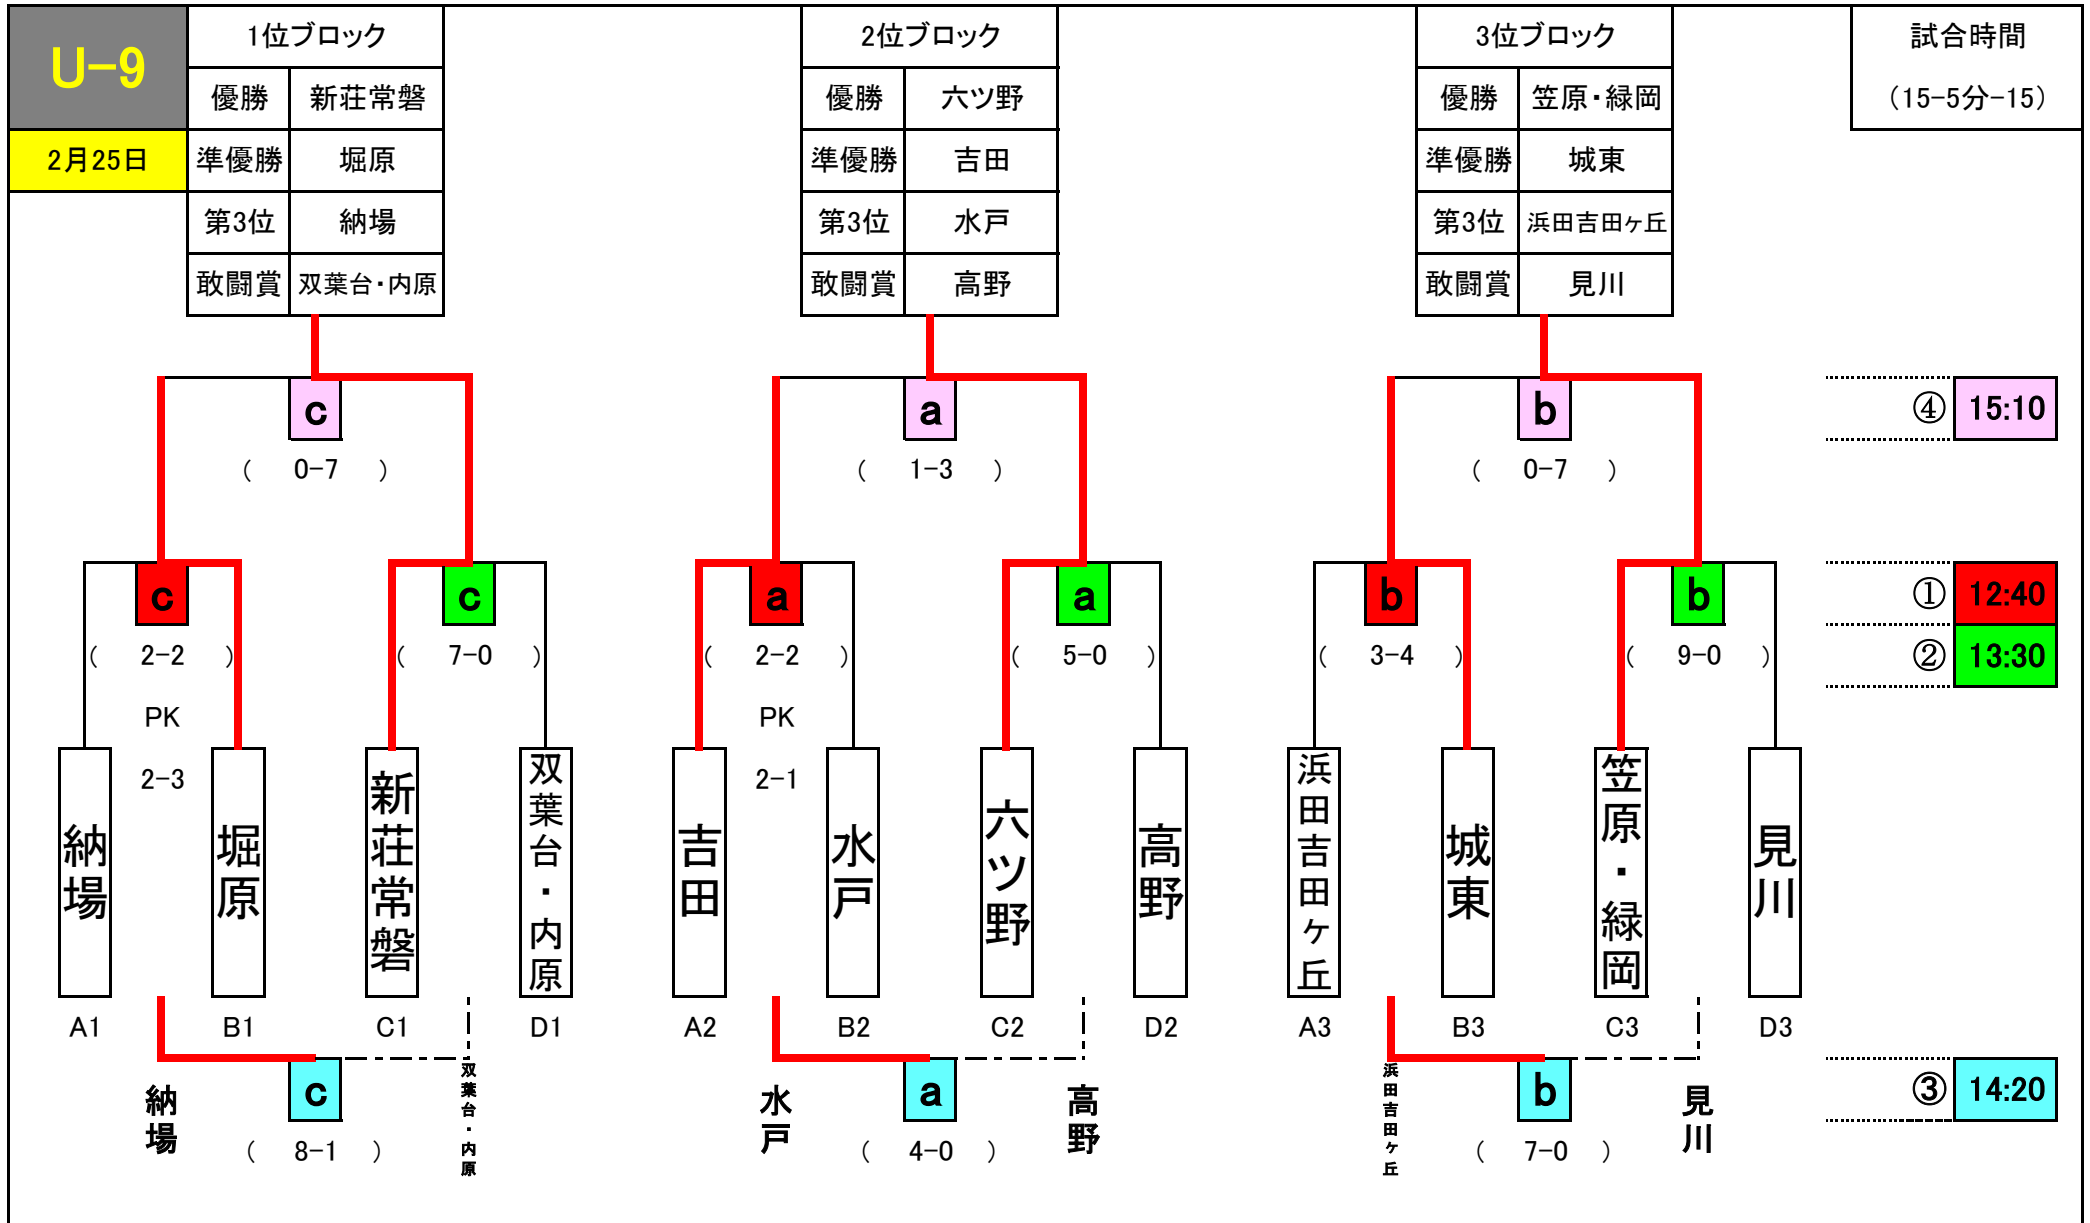 U-9
1位ブロック
2位ブロック
3位ブロック
試合時間
優勝 新荘常磐
優勝 六ツ野
優勝 笠原・緑岡
(15-5分-15)
2月25日
準優勝 堀原
準優勝 吉田
準優勝 城東
第3位 納場
第3位 水戸
第3位 浜田吉田ヶ丘
敢闘賞 双葉台・内原
敢闘賞 高野
敢闘賞 見川
c
a
b
④ 15:10
( 0-7 )
( 1-3 )
( 0-7 )
c
c
a
a
b
b
① 12:40
( 2-2 )
( 7-0 )
( 2-2 )
( 5-0 )
( 3-4 )
( 9-0 )
② 13:30
PK
PK
2-3
2-1
納場
堀原
新荘常磐
双葉台・内原
吉田
水戸
六ツ野
高野
浜田吉田ヶ丘
城東
笠原・緑岡
見川
A1
B1
C1
D1
A2
B2
C2
D2
A3
B3
C3
D3
納場
c
双葉台・内原
水戸
a
高野
浜田吉田ヶ丘
b
見川
③ 14:20
( 8-1 )
( 4-0 )
( 7-0 )